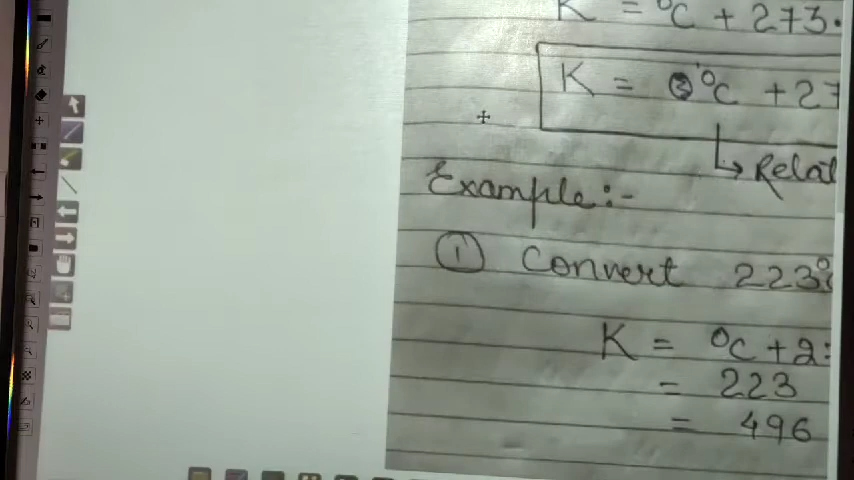 K = °C + 273.
K = °C + 27
Relat
Example:-
① Convert 223°C
K = °C + 2
= 223
= 496